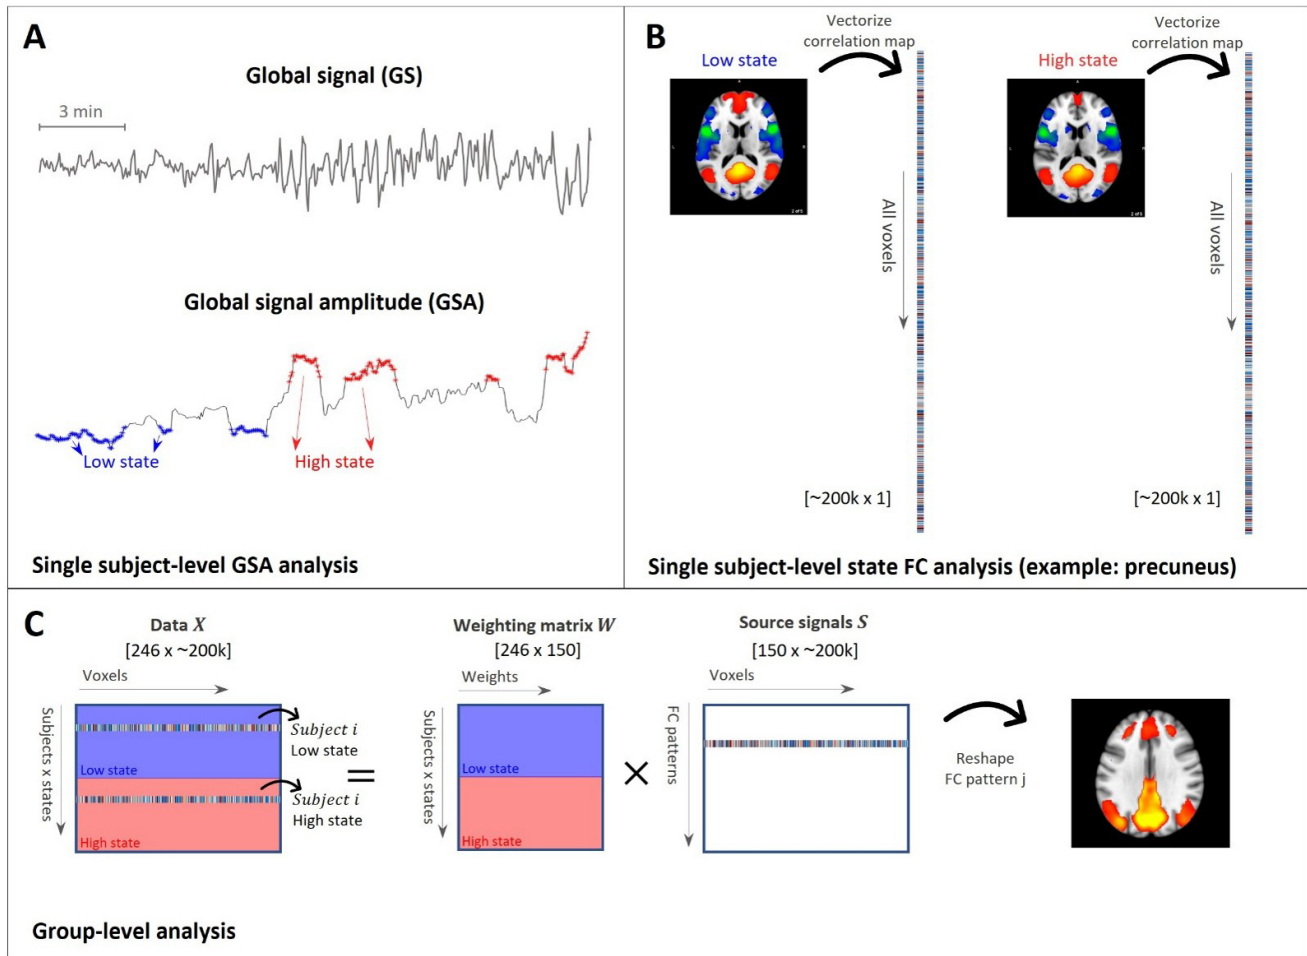 A
Global signal (GS)
3 min
Global signal amplitude (GSA)
Low state
High state
Single subject-level GSA analysis
B
Vectorize
correlation map
Low state
All voxels
[~200k x 1]
Vectorize
correlation map
High state
All voxels
[~200k x 1]
Single subject-level state FC analysis (example: precuneus)
C
Data X
[246 x ~200k]
Voxels
Subjects x states
Low state
High state
Subject i
Low state
Subject i
High state
=
Weighting matrix W
[246 x 150]
Weights
Subjects x states
Low state
High state
×
Source signals S
[150 x ~200k]
Voxels
FC patterns
Reshape
FC pattern j
Group-level analysis